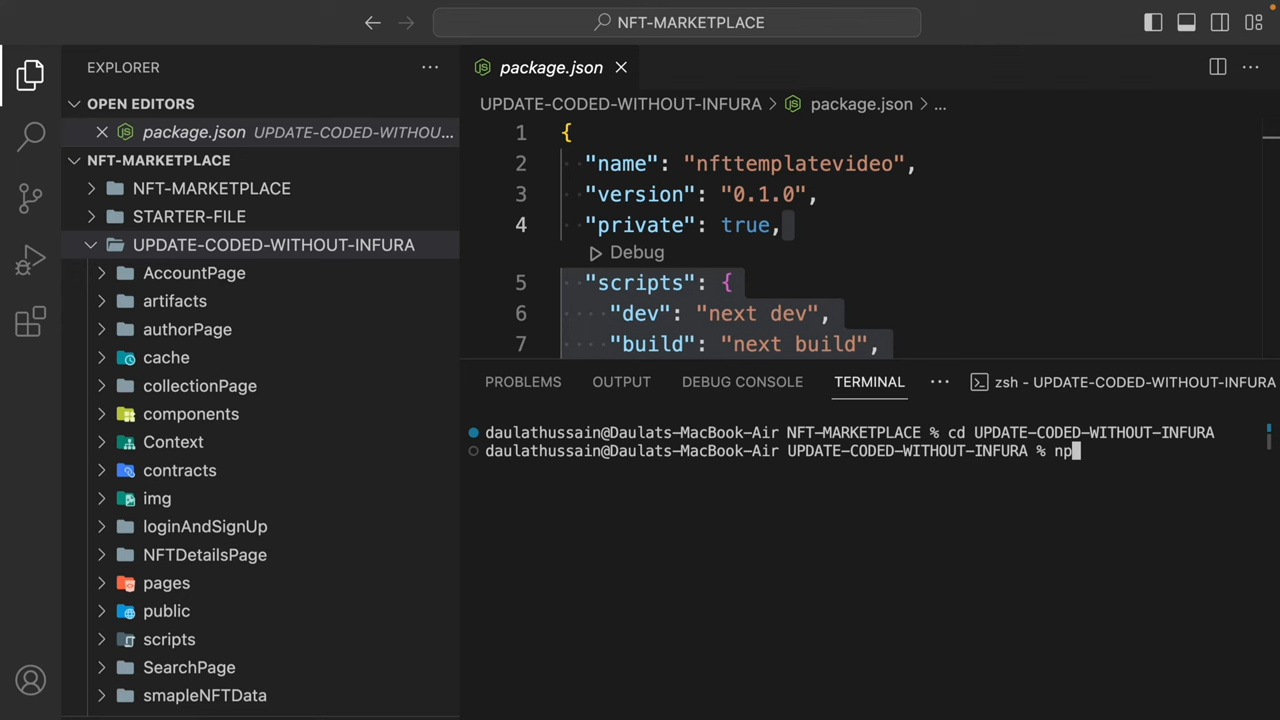 NFT-MARKETPLACE
EXPLORER
OPEN EDITORS
package.json UPDATE-CODED-WITHOU...
NFT-MARKETPLACE
NFT-MARKETPLACE
STARTER-FILE
UPDATE-CODED-WITHOUT-INFURA
AccountPage
artifacts
authorPage
cache
collectionPage
components
Context
contracts
img
loginAndSignUp
NFTDetailsPage
pages
public
scripts
SearchPage
smapleNFTData
package.json
UPDATE-CODED-WITHOUT-INFURA > package.json > ...
1 {
2 "name": "nfttemplatevideo",
3 "version": "0.1.0",
4 "private": true,
Debug
5 "scripts": {
6 "dev": "next dev",
7 "build": "next build",
PROBLEMS OUTPUT DEBUG CONSOLE TERMINAL ... zsh - UPDATE-CODED-WITHOUT-INFURA
daulathussain@Daulats-MacBook-Air NFT-MARKETPLACE % cd UPDATE-CODED-WITHOUT-INFURA
daulathussain@Daulats-MacBook-Air UPDATE-CODED-WITHOUT-INFURA % np